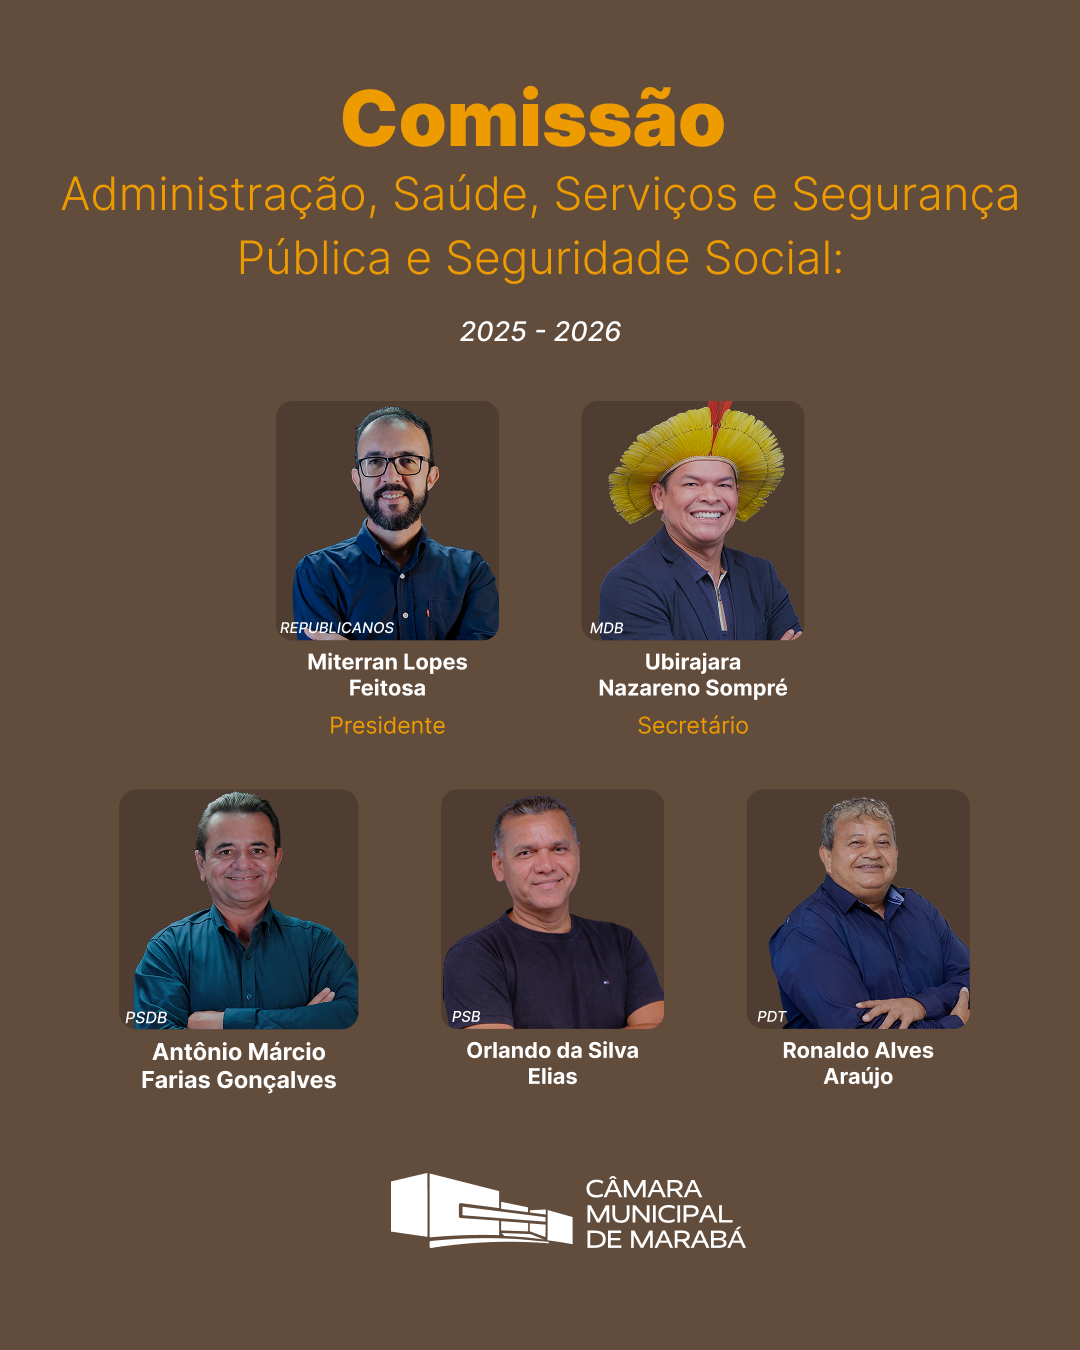 Comissão
Administração, Saúde, Serviços e Segurança
Pública e Seguridade Social:
2025 - 2026
REPUBLICANOS
MDB
Miterran Lopes
Feitosa
Presidente
Ubirajara
Nazareno Sompré
Secretário
PSDB
PSB
PDT
Antônio Márcio
Farias Gonçalves
Orlando da Silva
Elias
Ronaldo Alves
Araújo
CÂMARA
MUNICIPAL
DE MARABÁ